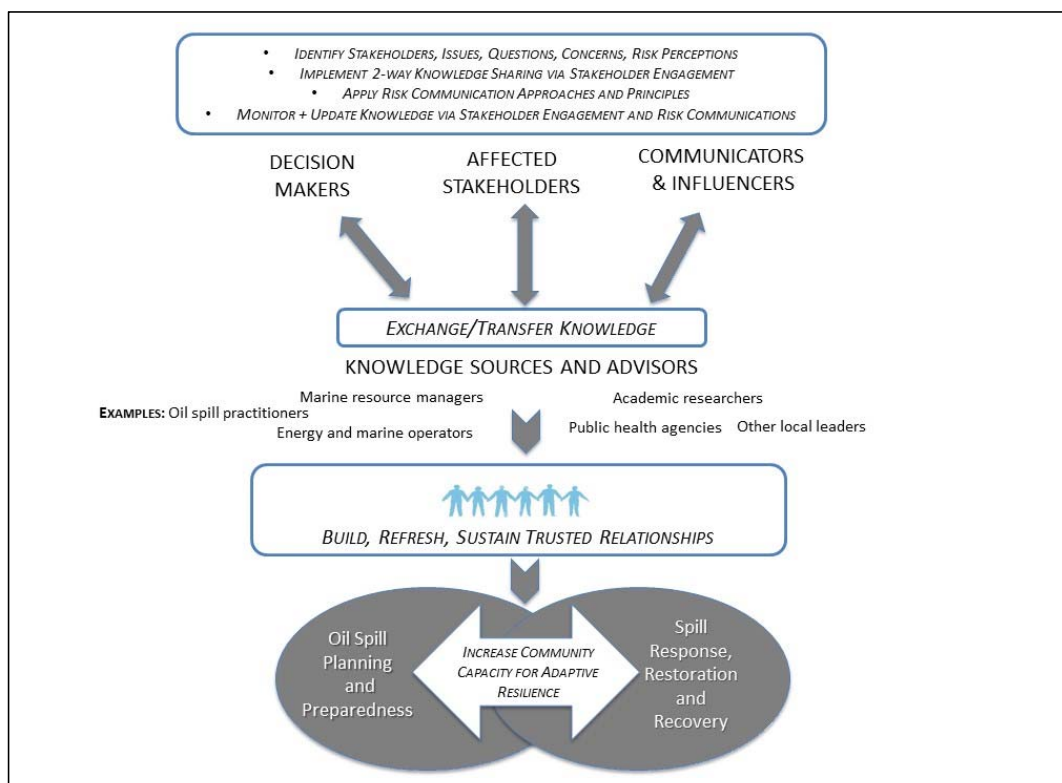 • IDENTIFY STAKEHOLDERS, ISSUES, QUESTIONS, CONCERNS, RISK PERCEPTIONS
• IMPLEMENT 2-WAY KNOWLEDGE SHARING VIA STAKEHOLDER ENGAGEMENT
• APPLY RISK COMMUNICATION APPROACHES AND PRINCIPLES
• MONITOR + UPDATE KNOWLEDGE VIA STAKEHOLDER ENGAGEMENT AND RISK COMMUNICATIONS
DECISION
MAKERS
AFFECTED
STAKEHOLDERS
COMMUNICATORS
& INFLUENCERS
EXCHANGE/TRANSFER KNOWLEDGE
KNOWLEDGE SOURCES AND ADVISORS
Marine resource managers
Academic researchers
EXAMPLES: Oil spill practitioners
Energy and marine operators
Public health agencies
Other local leaders
BUILD, REFRESH, SUSTAIN TRUSTED RELATIONSHIPS
Oil Spill
Planning
and
Preparedness
INCREASE COMMUNITY
CAPACITY FOR ADAPTIVE
RESILIENCE
Spill
Response,
Restoration
and
Recovery